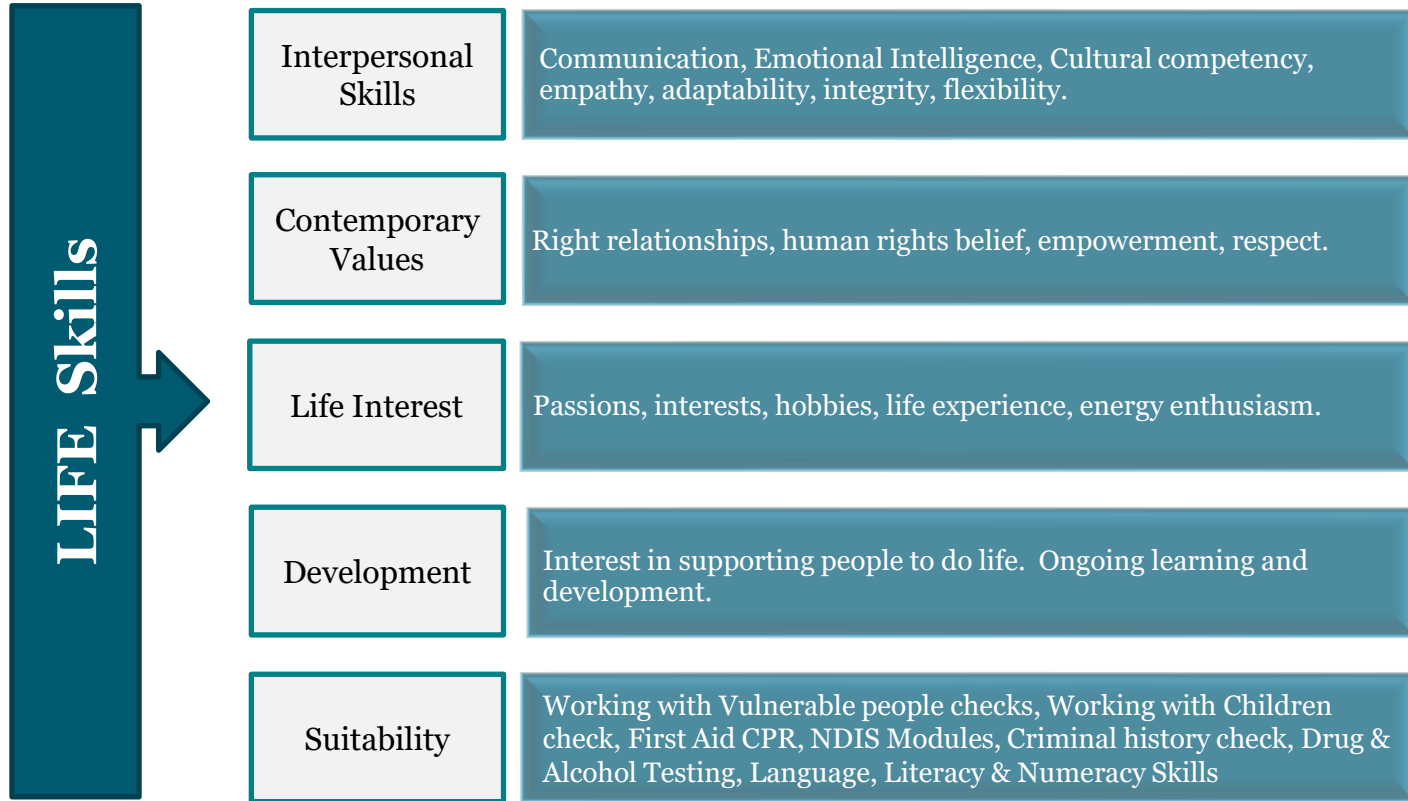 LIFE Skills
Interpersonal
Skills
Communication, Emotional Intelligence, Cultural competency,
empathy, adaptability, integrity, flexibility.
Contemporary
Values
Right relationships, human rights belief, empowerment, respect.
Life Interest
Passions, interests, hobbies, life experience, energy enthusiasm.
Development
Interest in supporting people to do life.  Ongoing learning and
development.
Suitability
Working with Vulnerable people checks, Working with Children
check, First Aid CPR, NDIS Modules, Criminal history check, Drug &
Alcohol Testing, Language, Literacy & Numeracy Skills